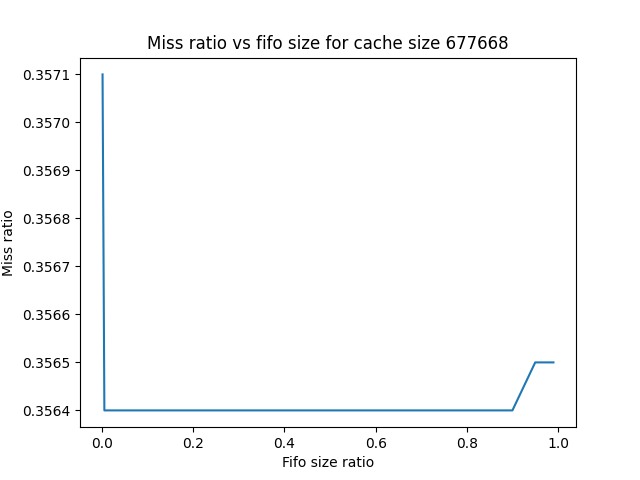 Miss ratio vs fifo size for cache size 677668
0.3571
0.3570
0.3569
0.3568
0.3567
0.3566
0.3565
0.3564
Miss ratio
0.0 0.2 0.4 0.6 0.8 1.0
Fifo size ratio